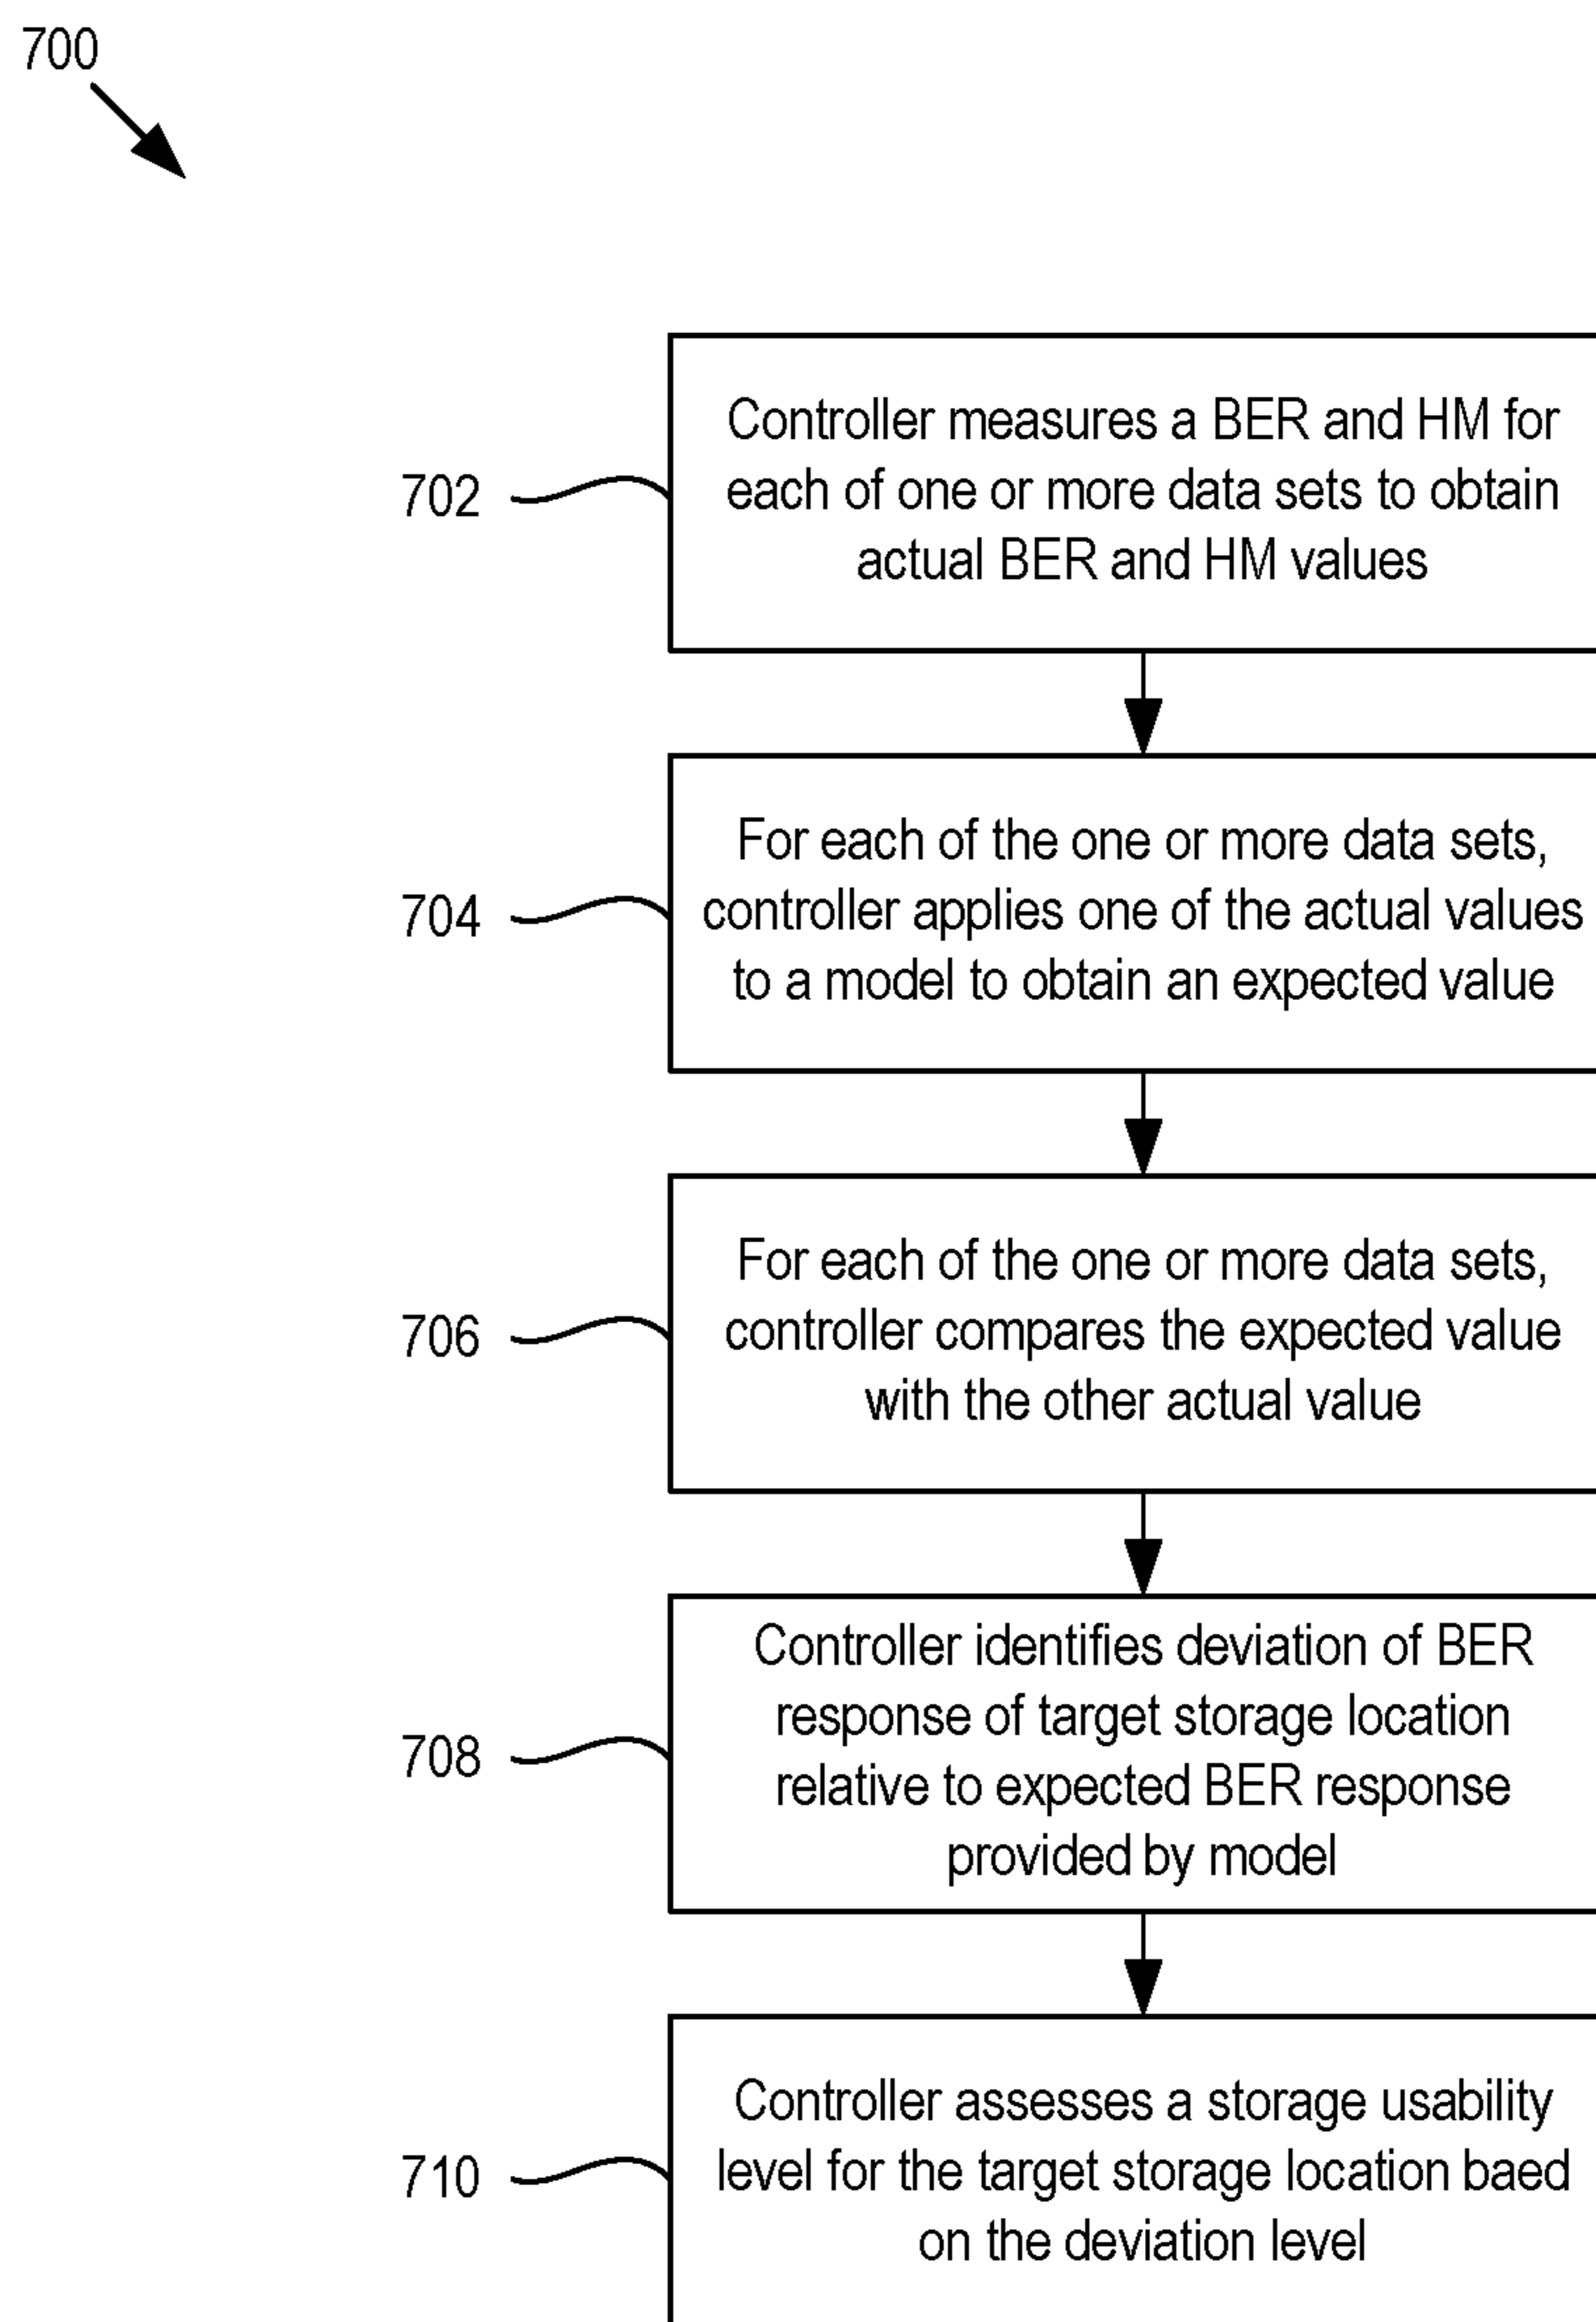 700
702
Controller measures a BER and HM for
each of one or more data sets to obtain
actual BER and HM values
704
For each of the one or more data sets,
controller applies one of the actual values
to a model to obtain an expected value
706
For each of the one or more data sets,
controller compares the expected value
with the other actual value
708
Controller identifies deviation of BER
response of target storage location
relative to expected BER response
provided by model
710
Controller assesses a storage usability
level for the target storage location baed
on the deviation level